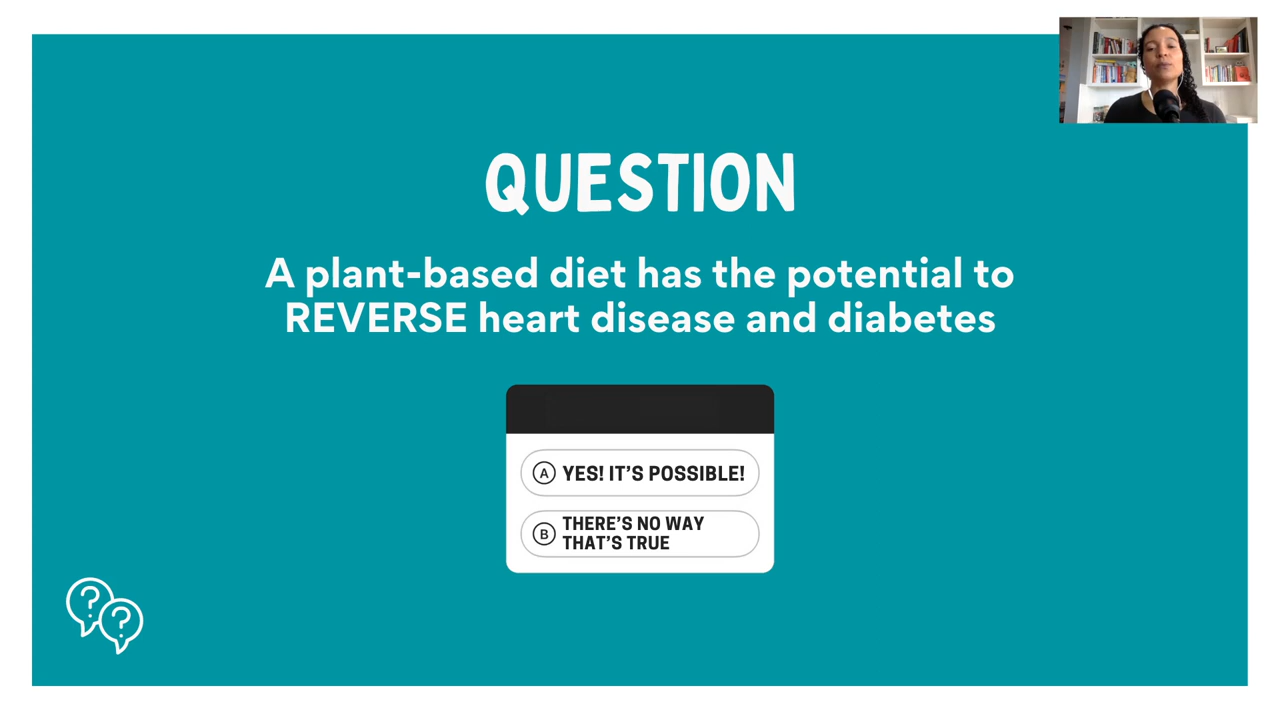 QUESTION
A plant-based diet has the potential to
REVERSE heart disease and diabetes
A YES! IT'S POSSIBLE!
B THERE'S NO WAY
THAT'S TRUE
? ?